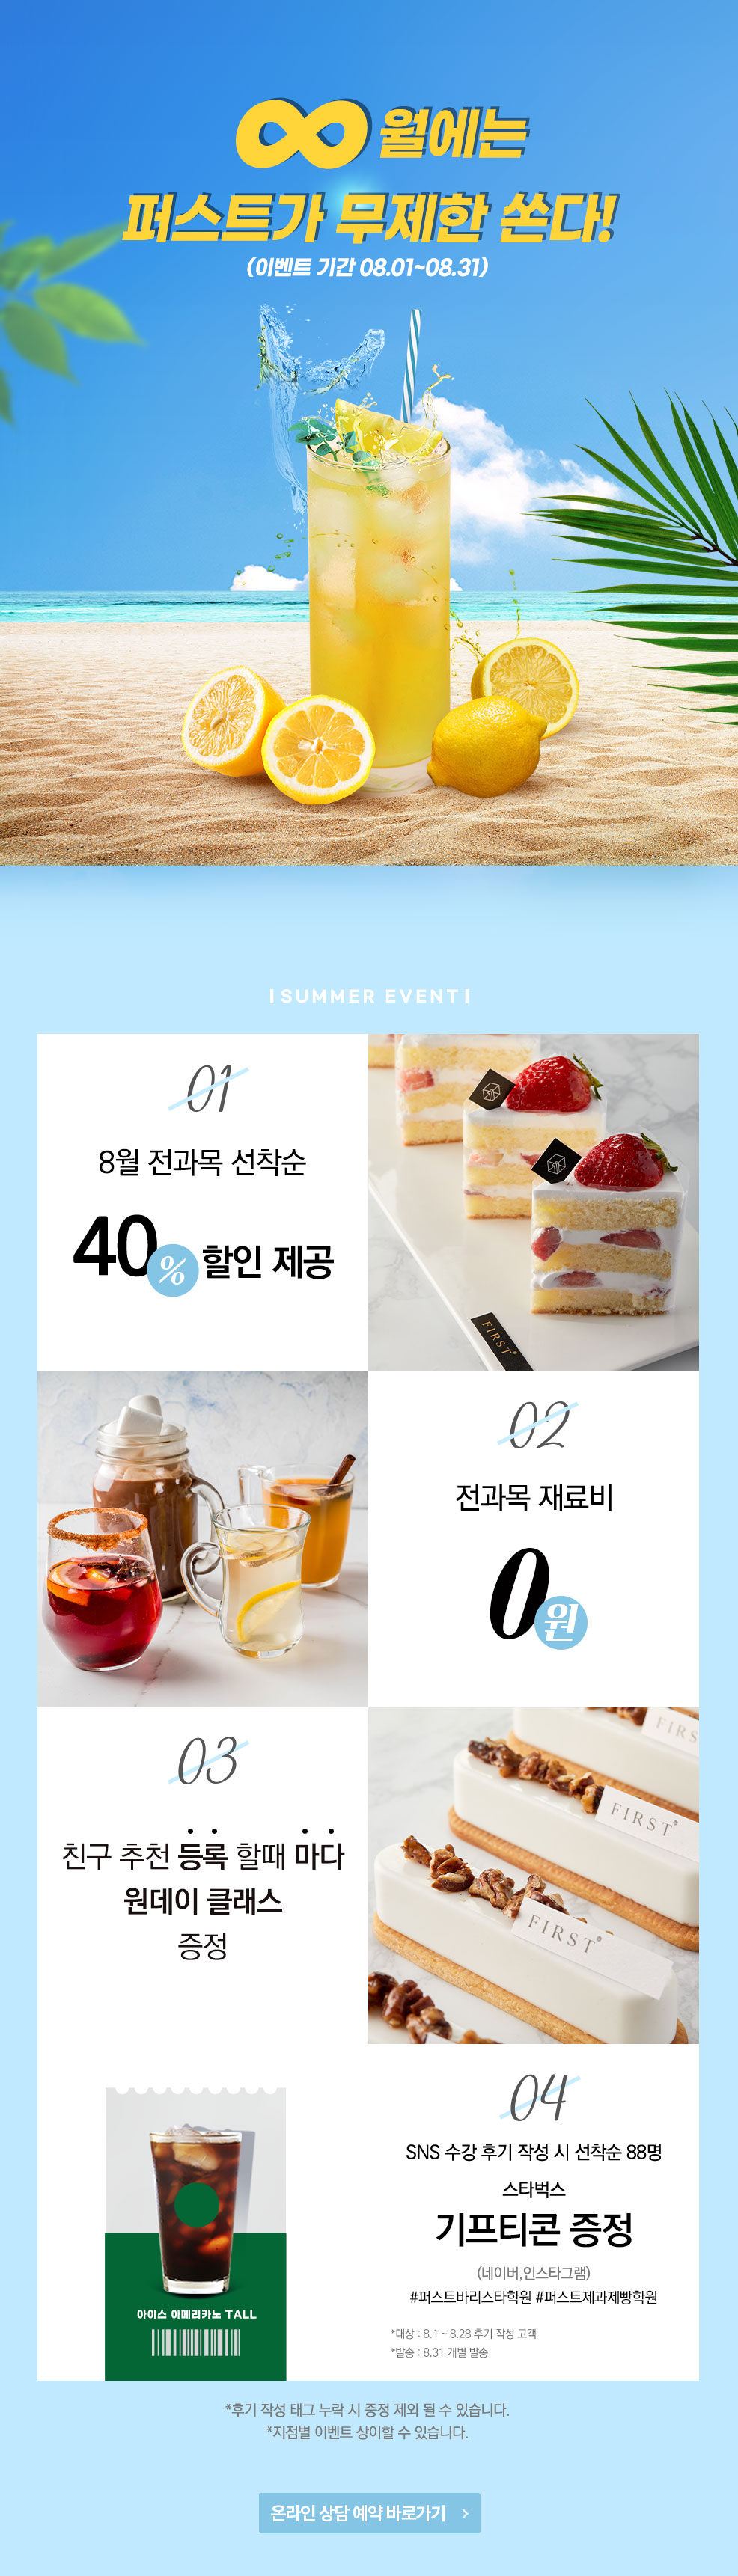 ∞월에는
퍼스트가 무제한 쏜다!
(이벤트 기간 08.01~08.31)
SUMMER EVENT
01
8월 전과목 선착순
40% 할인 제공
FIRST
02
전과목 재료비
0원
03
친구 추천 등록 할때 마다
원데이 클래스
증정
FIRS
FIRST
FIRST
아이스 아메리카노 TALL
04
SNS 수강 후기 작성 시 선착순 88명
스타벅스
기프티콘 증정
(네이버,인스타그램)
#퍼스트바리스타학원 #퍼스트제과제빵학원
*대상 : 8.1 ~ 8.28 후기 작성 고객
*발송 : 8.31 개별 발송
*후기 작성 태그 누락 시 증정 제외 될 수 있습니다.
*지점별 이벤트 상이할 수 있습니다.
온라인 상담 예약 바로가기 >